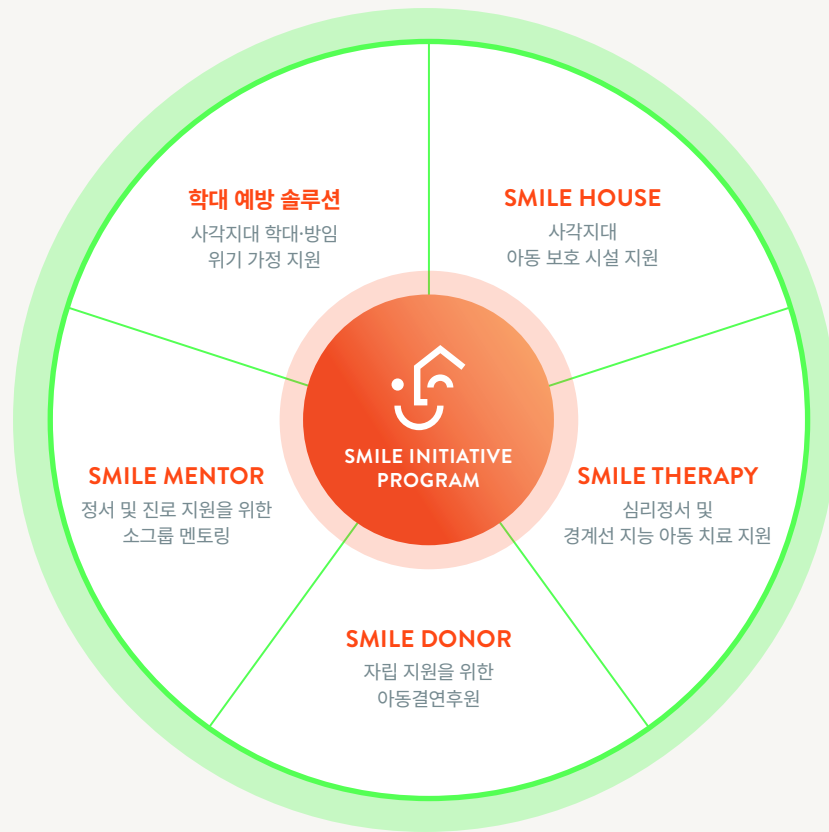 학대 예방 솔루션
사각지대 학대·방임
위기 가정 지원
SMILE HOUSE
사각지대
아동 보호 시설 지원
SMILE INITIATIVE
PROGRAM
SMILE MENTOR
정서 및 진로 지원을 위한
소그룹 멘토링
SMILE THERAPY
심리정서 및
경계선 지능 아동 치료 지원
SMILE DONOR
자립 지원을 위한
아동결연후원